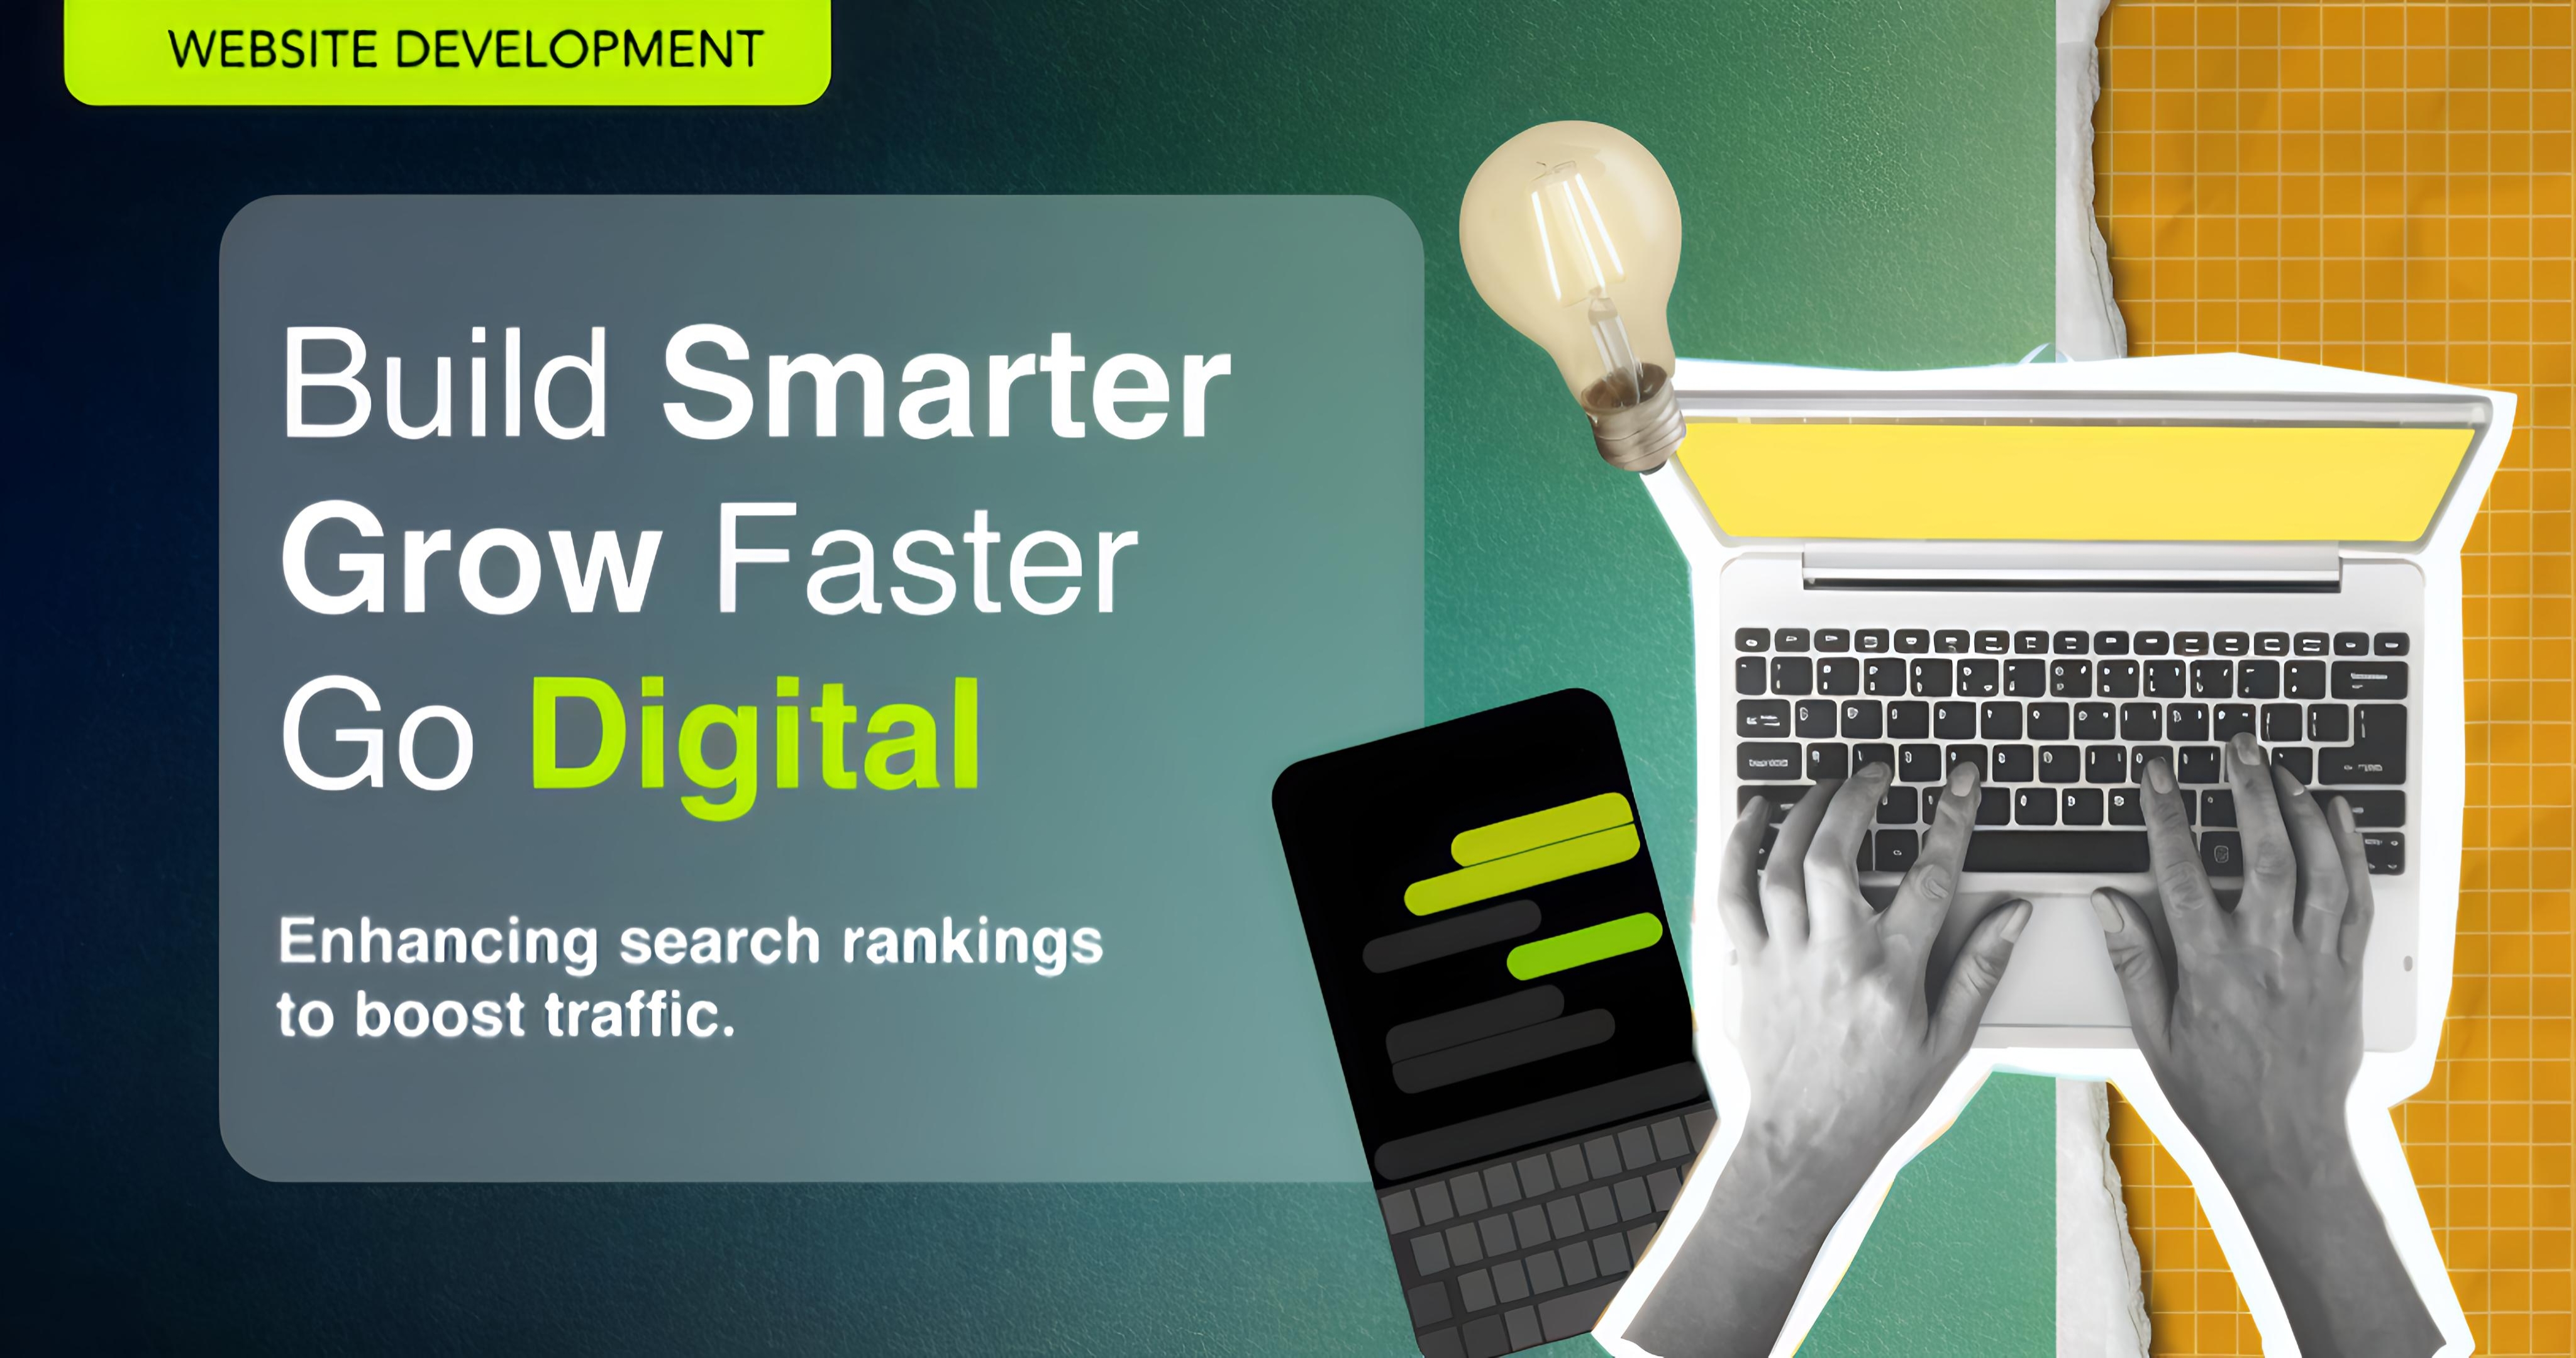 WEBSITE DEVELOPMENT
Build Smarter
Grow Faster
Go Digital
Enhancing search rankings
to boost traffic.